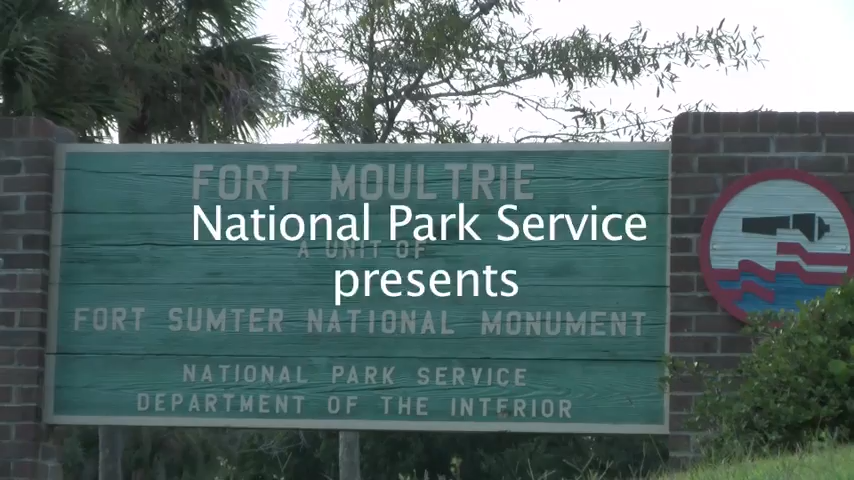 FORT MOULTRIE
National Park Service
A UNIT OF
presents
FORT SUMTER NATIONAL MONUMENT
NATIONAL PARK SERVICE
DEPARTMENT OF THE INTERIOR